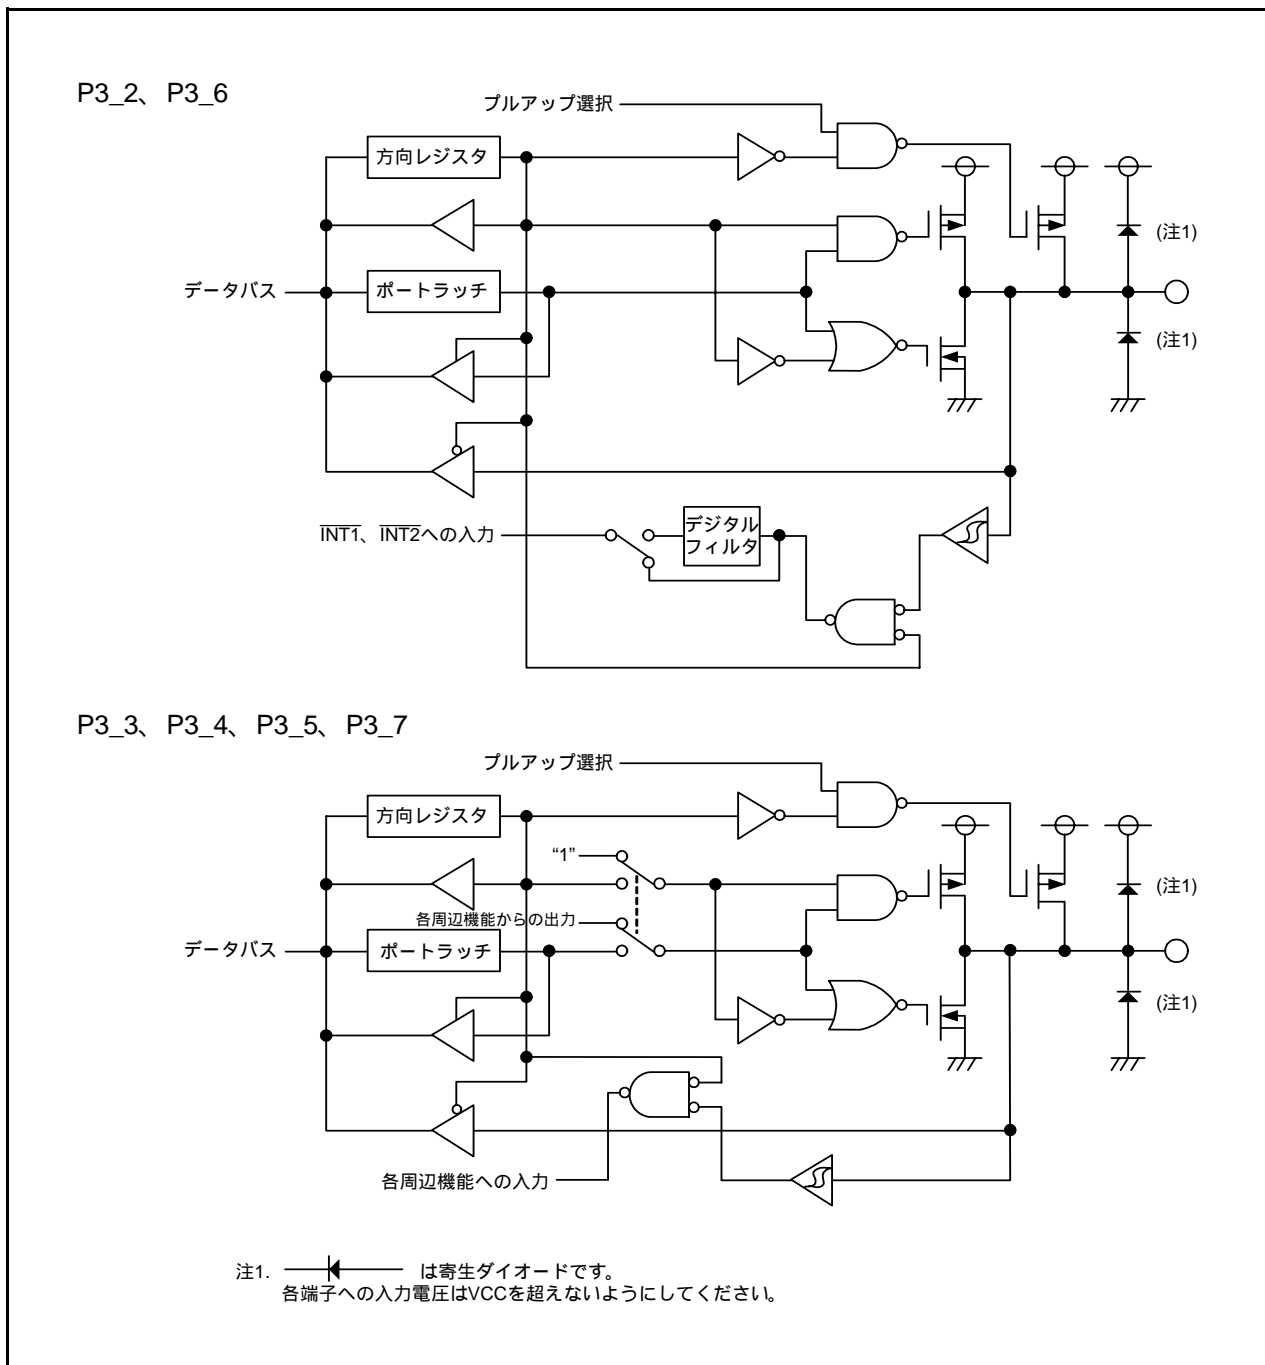 P3_2、P3_6
プルアップ選択
方向レジスタ
(注1)
データバス
ポートラッチ
(注1)
INT1、INT2への入力
デジタル
フィルタ
P3_3、P3_4、P3_5、P3_7
プルアップ選択
方向レジスタ
“1”
(注1)
各周辺機能からの出力
データバス
ポートラッチ
(注1)
各周辺機能への入力
注1. は寄生ダイオードです。
各端子への入力電圧はVCCを超えないようにしてください。